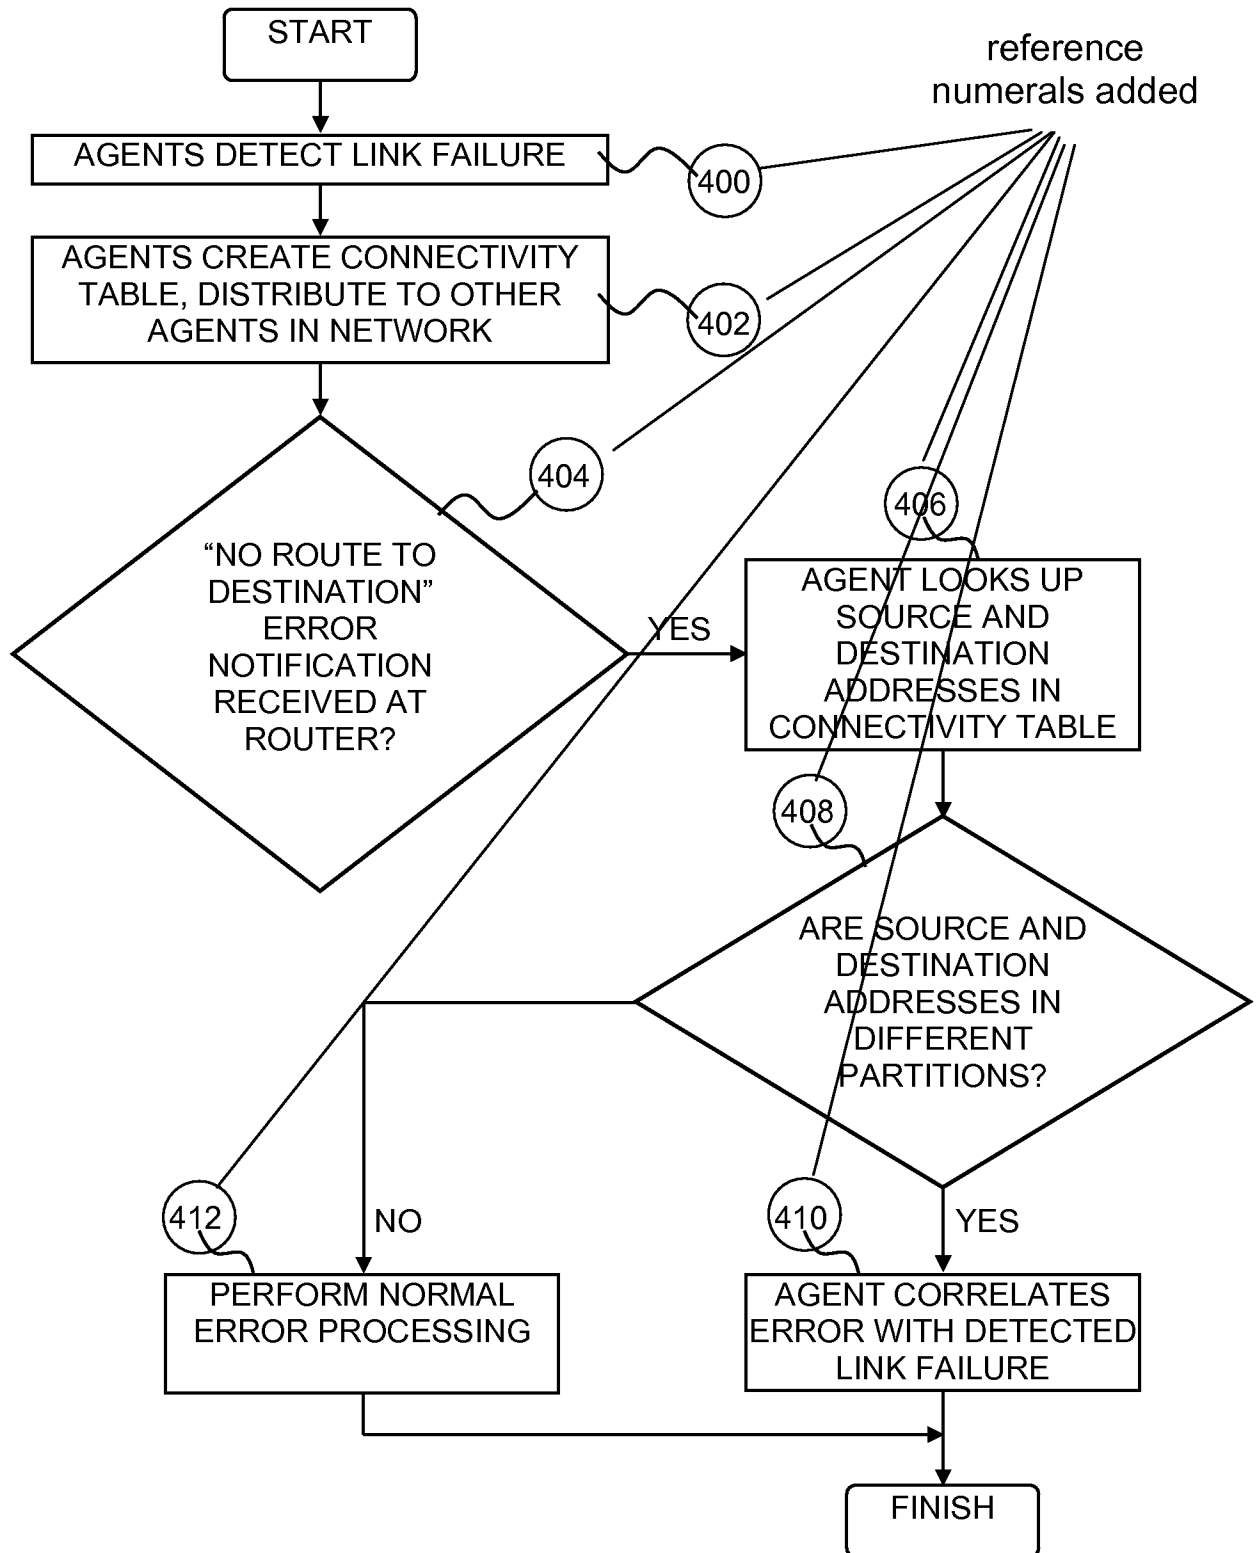 START
reference
numerals added
AGENTS DETECT LINK FAILURE
400
AGENTS CREATE CONNECTIVITY
TABLE, DISTRIBUTE TO OTHER
AGENTS IN NETWORK
402
404
“NO ROUTE TO
DESTINATION”
ERROR
NOTIFICATION
RECEIVED AT
ROUTER?
YES
406
AGENT LOOKS UP
SOURCE AND
DESTINATION
ADDRESSES IN
CONNECTIVITY TABLE
408
ARE SOURCE AND
DESTINATION
ADDRESSES IN
DIFFERENT
PARTITIONS?
412
NO
410
YES
PERFORM NORMAL
ERROR PROCESSING
AGENT CORRELATES
ERROR WITH DETECTED
LINK FAILURE
FINISH